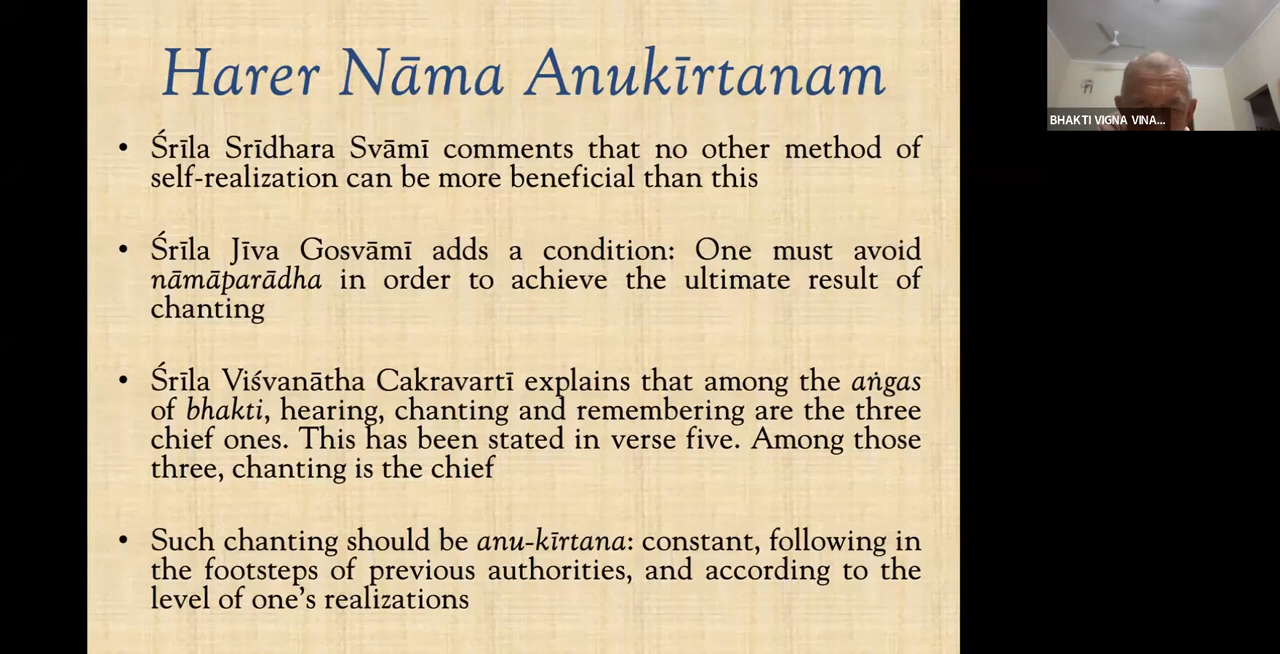 Harer Nāma Anukīrtanam
• Śrīla Srīdhara Svāmī comments that no other method of
self-realization can be more beneficial than this
• Śrīla Jīva Gosvāmī adds a condition: One must avoid
nāmāparādha in order to achieve the ultimate result of
chanting
• Śrīla Viśvanātha Cakravartī explains that among the aṅgas
of bhakti, hearing, chanting and remembering are the three
chief ones. This has been stated in verse five. Among those
three, chanting is the chief
• Such chanting should be anu-kīrtana: constant, following in
the footsteps of previous authorities, and according to the
level of one's realizations
BHAKTI VIGNA VINA...